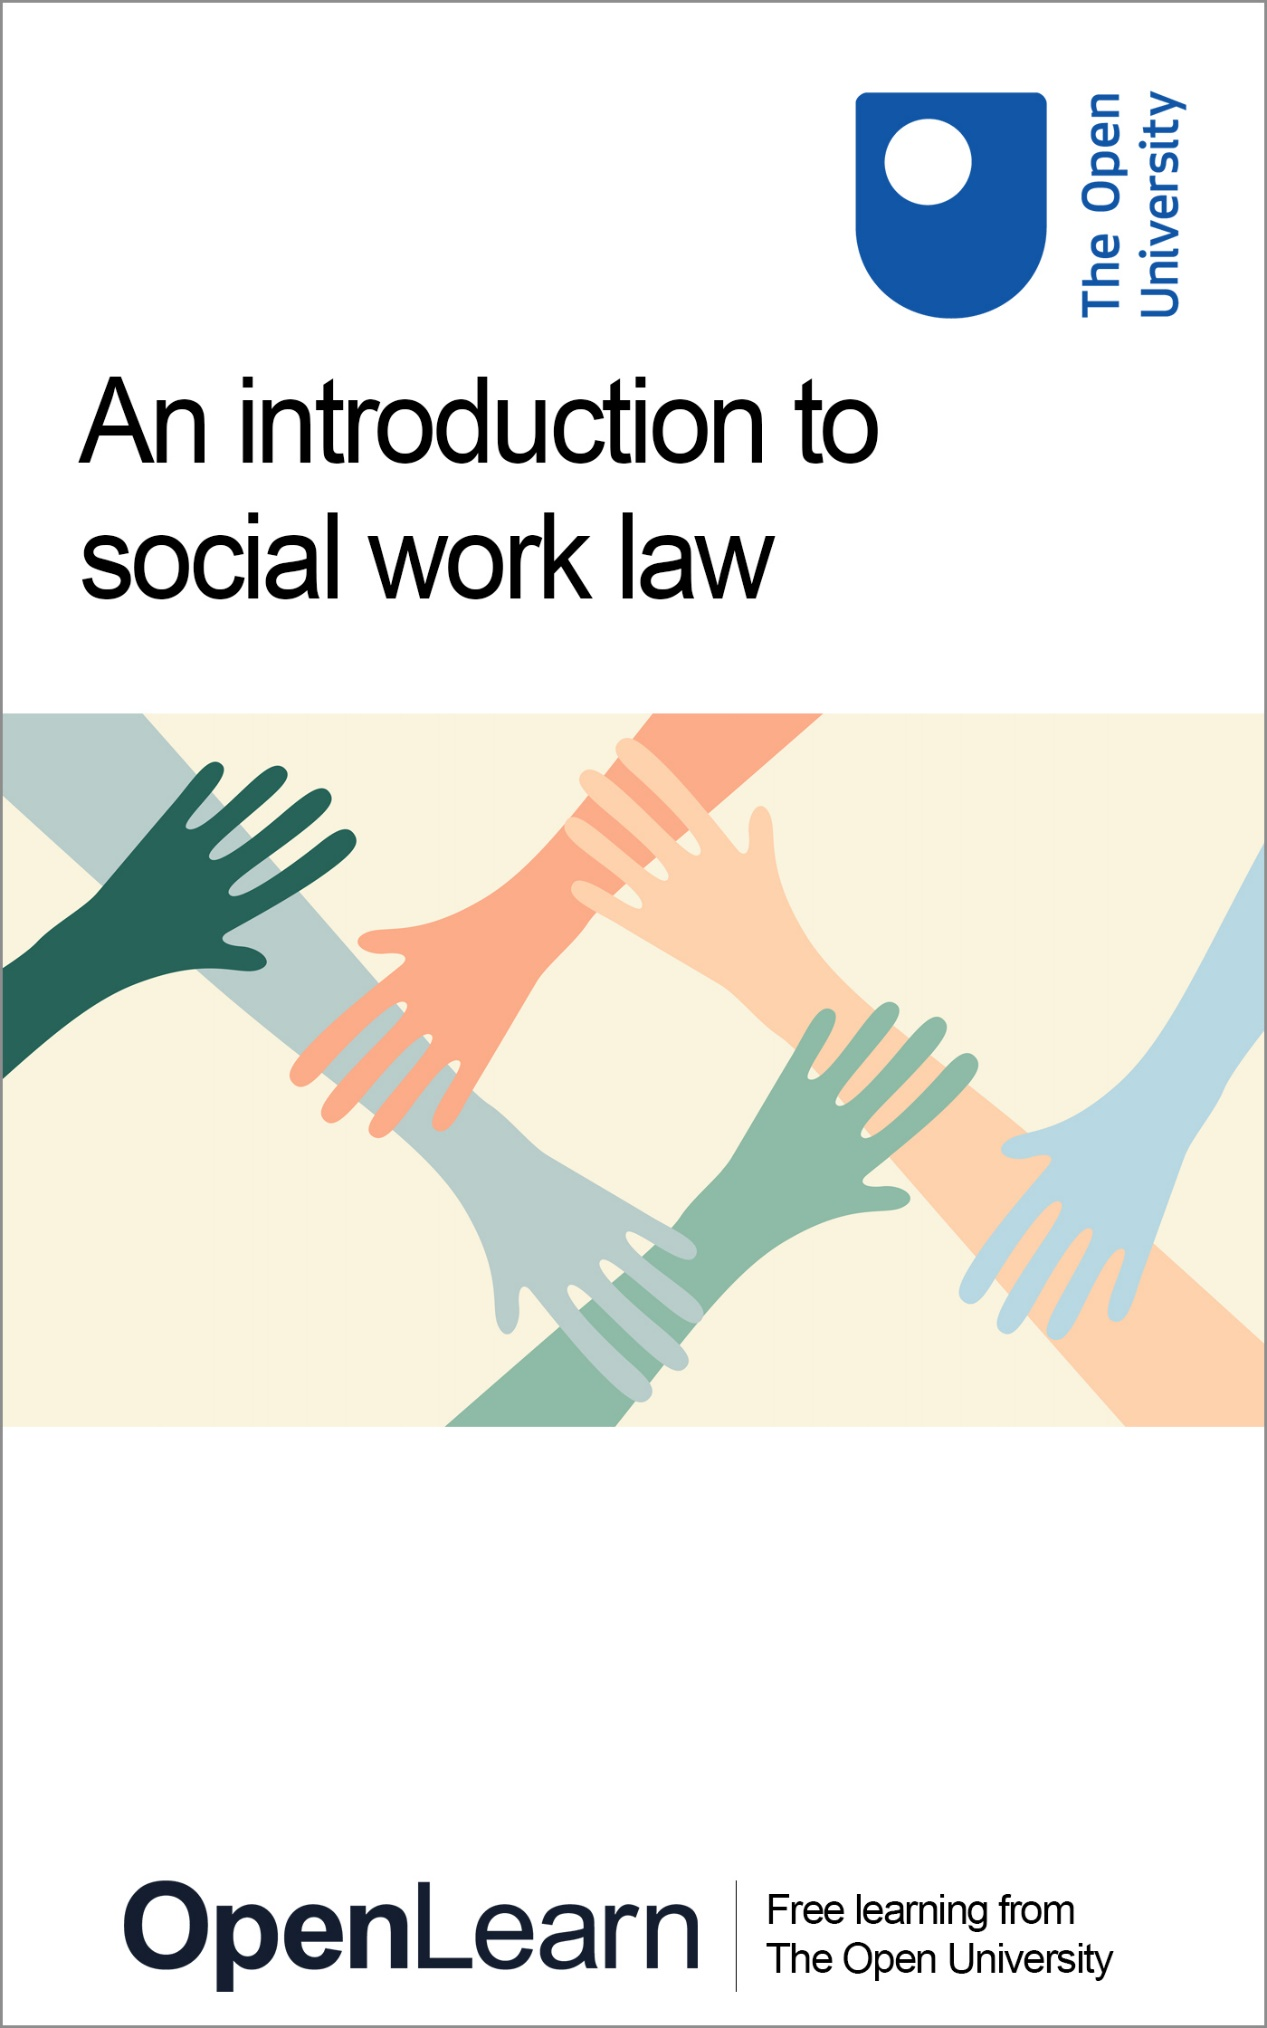 The Open
University
An introduction to
social work law
OpenLearn
Free learning from
The Open University